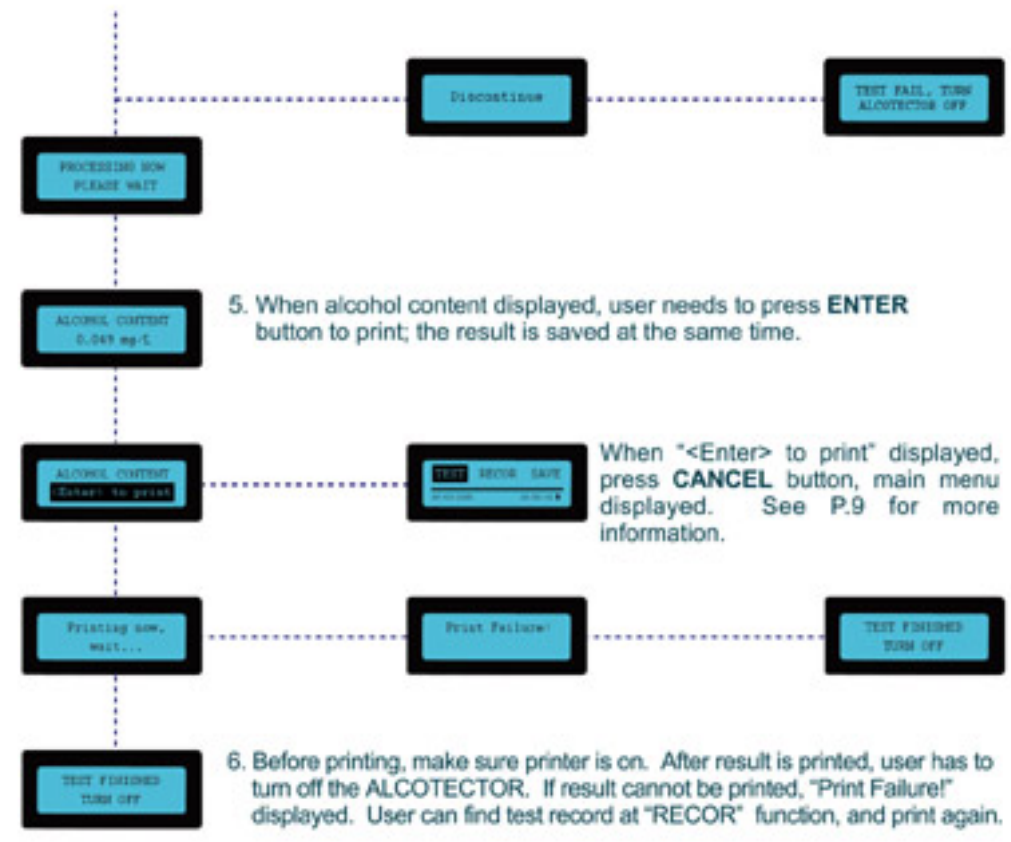 Discontinue
TEST FAIL, TURN
ALCOTECTOR OFF
PROCESSING NOW
PLEASE WAIT
ALCOHOL CONTENT
0.049 mg/L
5. When alcohol content displayed, user needs to press ENTER
button to print; the result is saved at the same time.
ALCOHOL CONTENT
<Enter> to print
TEST RECOR SAVE
When "<Enter> to print" displayed,
press CANCEL button, main menu
displayed. See P.9 for more
information.
Printing now,
wait...
Print Failure!
TEST FINISHED
TURN OFF
TEST FINISHED
TURN OFF
6. Before printing, make sure printer is on. After result is printed, user has to
turn off the ALCOTECTOR. If result cannot be printed, "Print Failure!"
displayed. User can find test record at "RECOR" function, and print again.